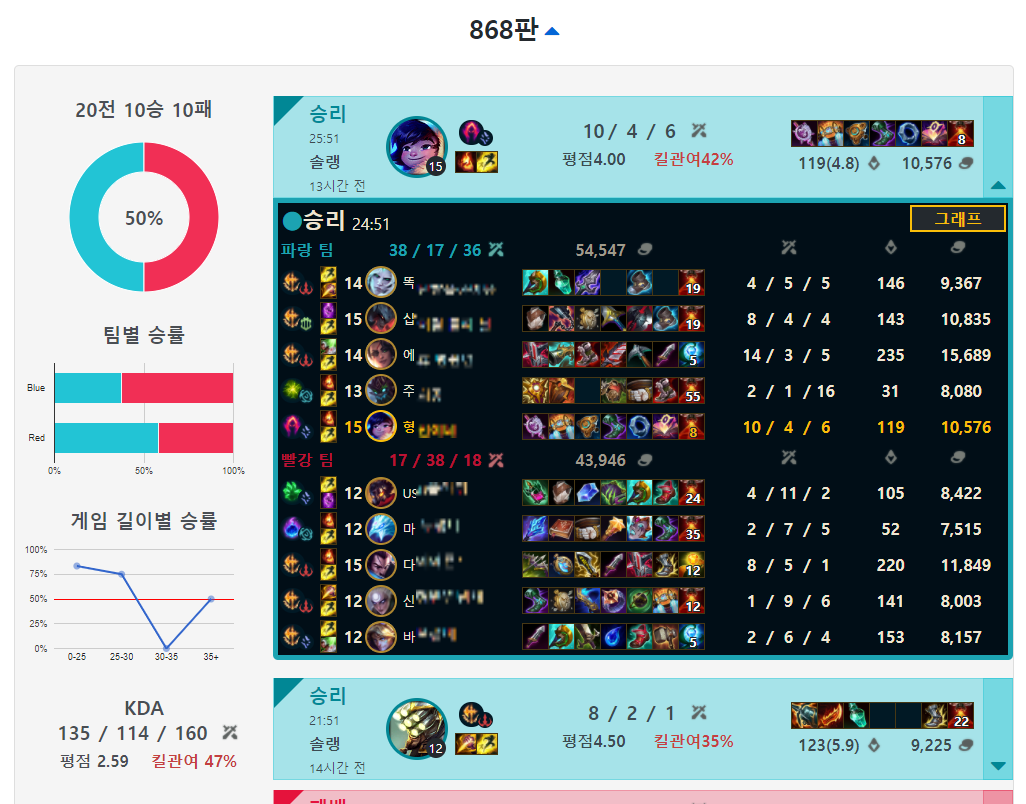 868판
20전 10승 10패
50%
팀별 승률
Blue
Red
0%
50%
100%
게임 길이별 승률
100%
75%
50%
25%
0%
0-25
25-30
30-35
35+
KDA
135 / 114 / 160
평점 2.59 킬관여 47%
승리
25:51
솔랭
13시간 전
15
10 / 4 / 6
평점4.00 킬관여42%
8
119(4.8) 10,576
승리 24:51
그래프
파랑 팀 38 / 17 / 36 54,547
14 똑 19 4 / 5 / 5 146 9,367
15 샵 19 8 / 4 / 4 143 10,835
14 에 5 14 / 3 / 5 235 15,689
13 주 55 2 / 1 / 16 31 8,080
15 형 8 10 / 4 / 6 119 10,576
빨강 팀 17 / 38 / 18 43,946
12 US 24 4 / 11 / 2 105 8,422
12 마 35 2 / 7 / 5 52 7,515
15 다 12 8 / 5 / 1 220 11,849
12 신 12 1 / 9 / 6 141 8,003
12 바 5 2 / 6 / 4 153 8,157
승리
21:51
솔랭
14시간 전
12
8 / 2 / 1
평점4.50 킬관여35%
22
123(5.9) 9,225